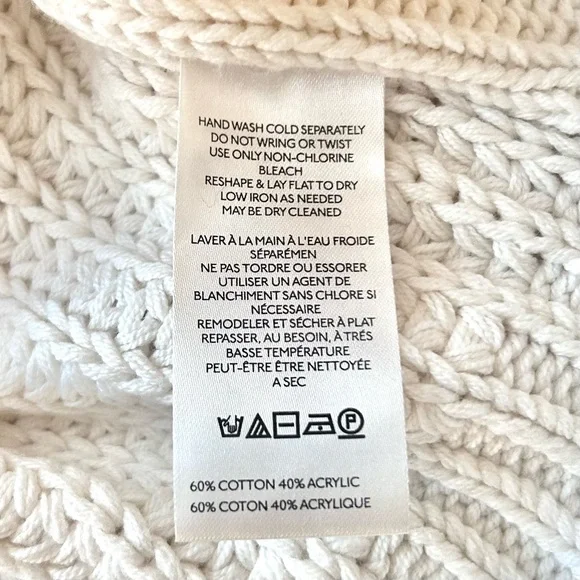 HAND WASH COLD SEPARATELY
DO NOT WRING OR TWIST
USE ONLY NON-CHLORINE
BLEACH
RESHAPE & LAY FLAT TO DRY
LOW IRON AS NEEDED
MAY BE DRY CLEANED
LAVER À LA MAIN À L'EAU FROIDE
SÉPARÉMEN
NE PAS TORDRE OU ESSORER
UTILISER UN AGENT DE
BLANCHIMENT SANS CHLORE SI
NÉCESSAIRE
REMODELER ET SÉCHER À PLAT
REPASSER, AU BESOIN, À TRÉS
BASSE TEMPÉRATURE
PEUT-ÊTRE ÊTRE NETTOYÉE
A SEC
P
60% COTTON 40% ACRYLIC
60% COTON 40% ACRYLIQUE